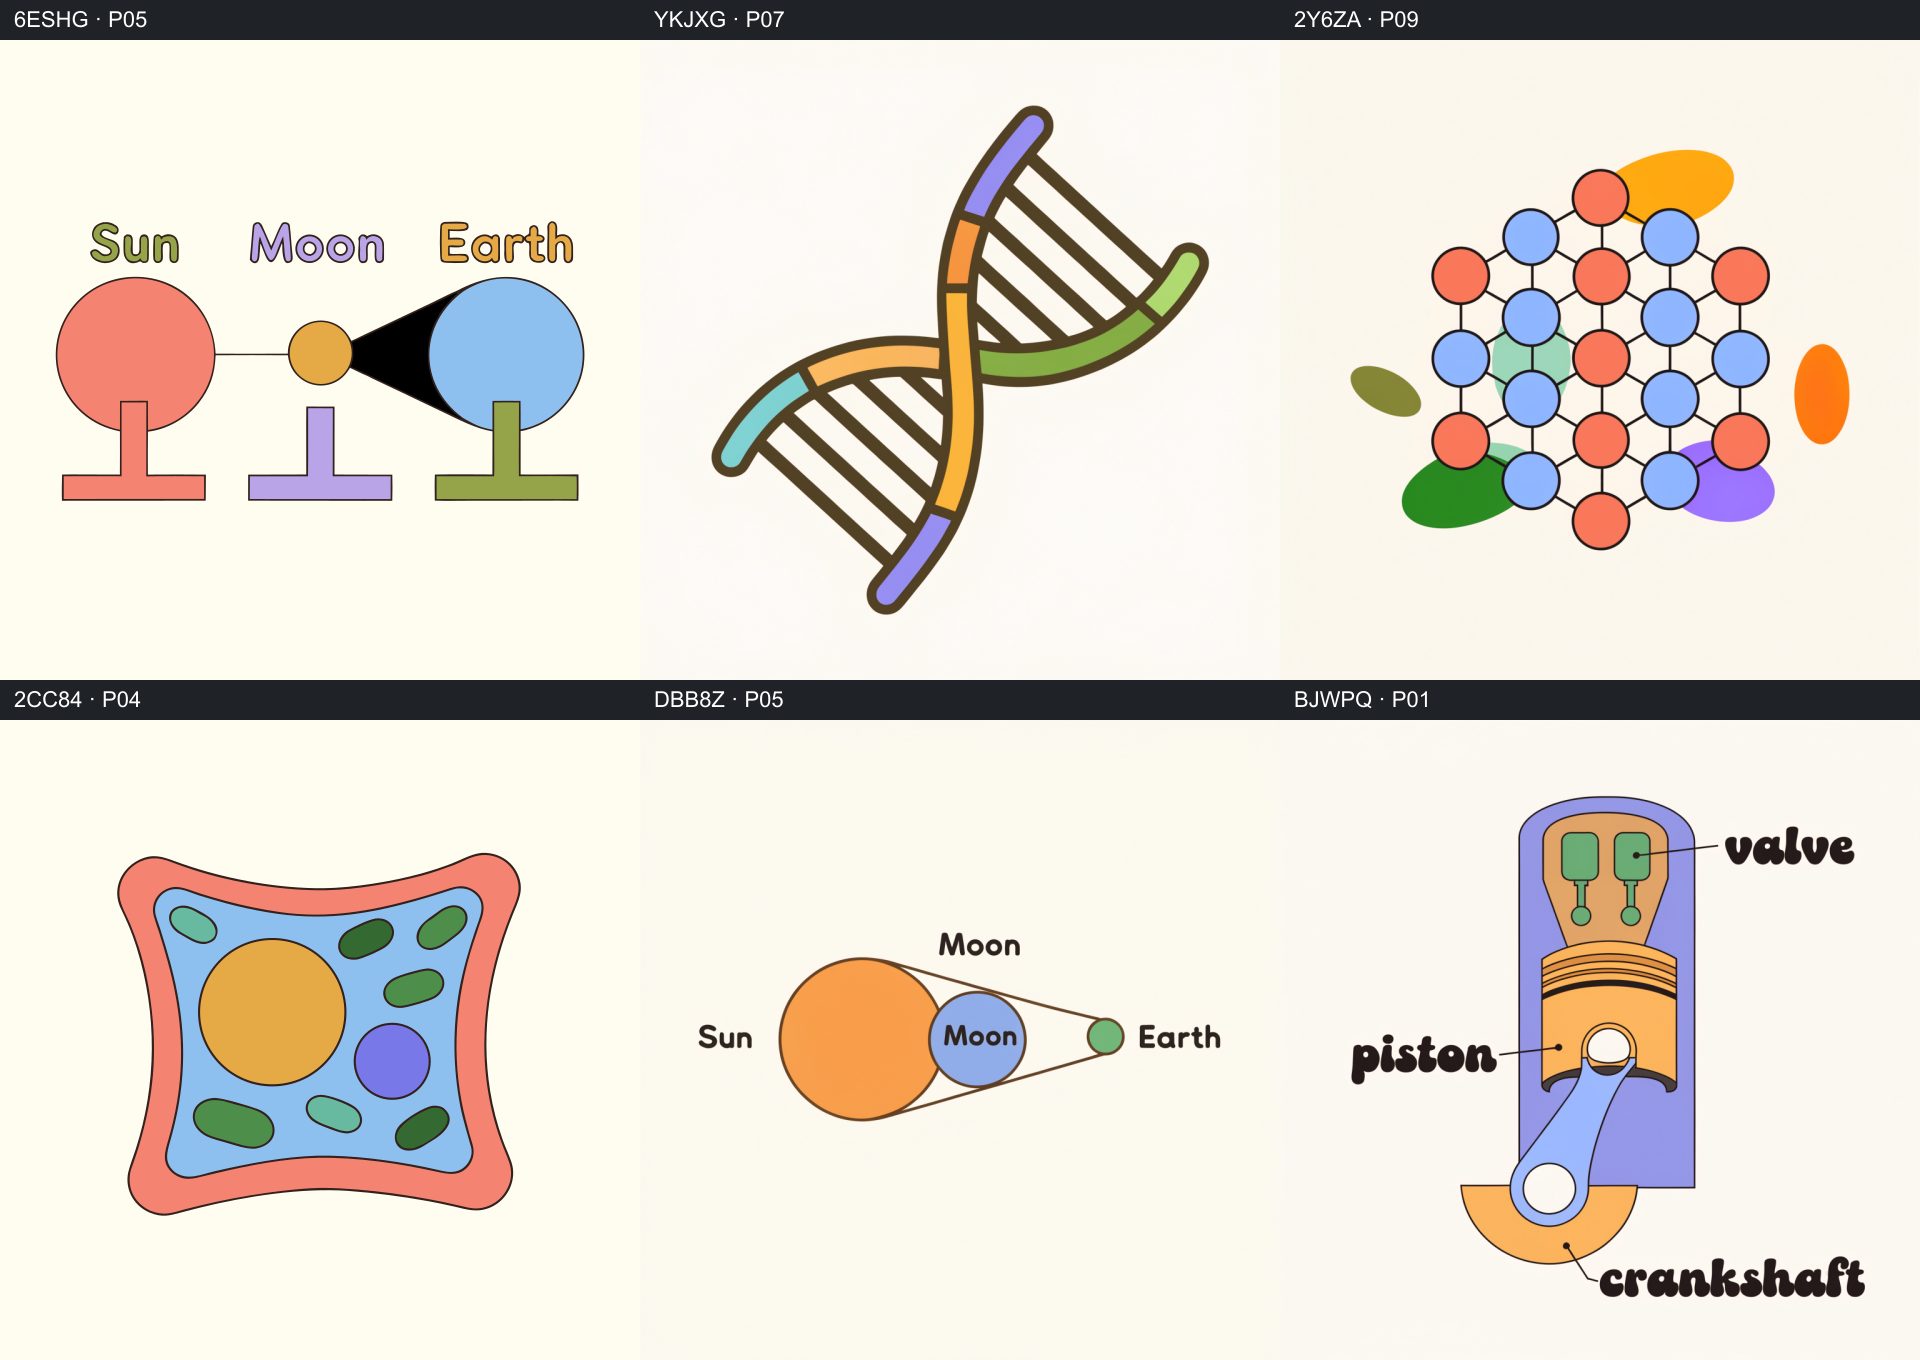 6ESHG · P05
YKJXG · P07
2Y6ZA · P09
Sun Moon Earth
2CC84 · P04
DBB8Z · P05
BJWPQ · P01
Moon
Sun Moon Earth
valve
piston
crankshaft